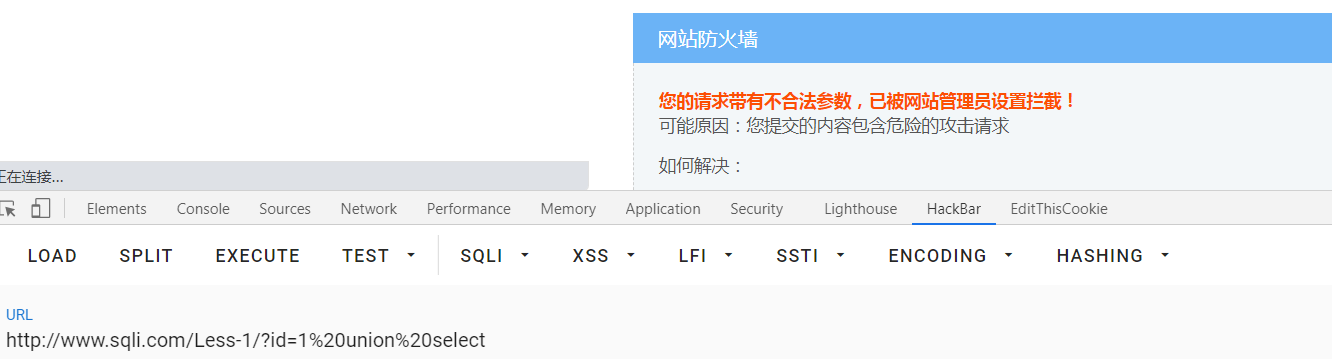 网站防火墙
您的请求带有不合法参数，已被网站管理员设置拦截！
可能原因：您提交的内容包含危险的攻击请求
如何解决：
正在连接...
Elements Console Sources Network Performance Memory Application Security Lighthouse HackBar EditThisCookie
LOAD SPLIT EXECUTE TEST SQLI XSS LFI SSTI ENCODING HASHING
URL
http://www.sqli.com/Less-1/?id=1%20union%20select